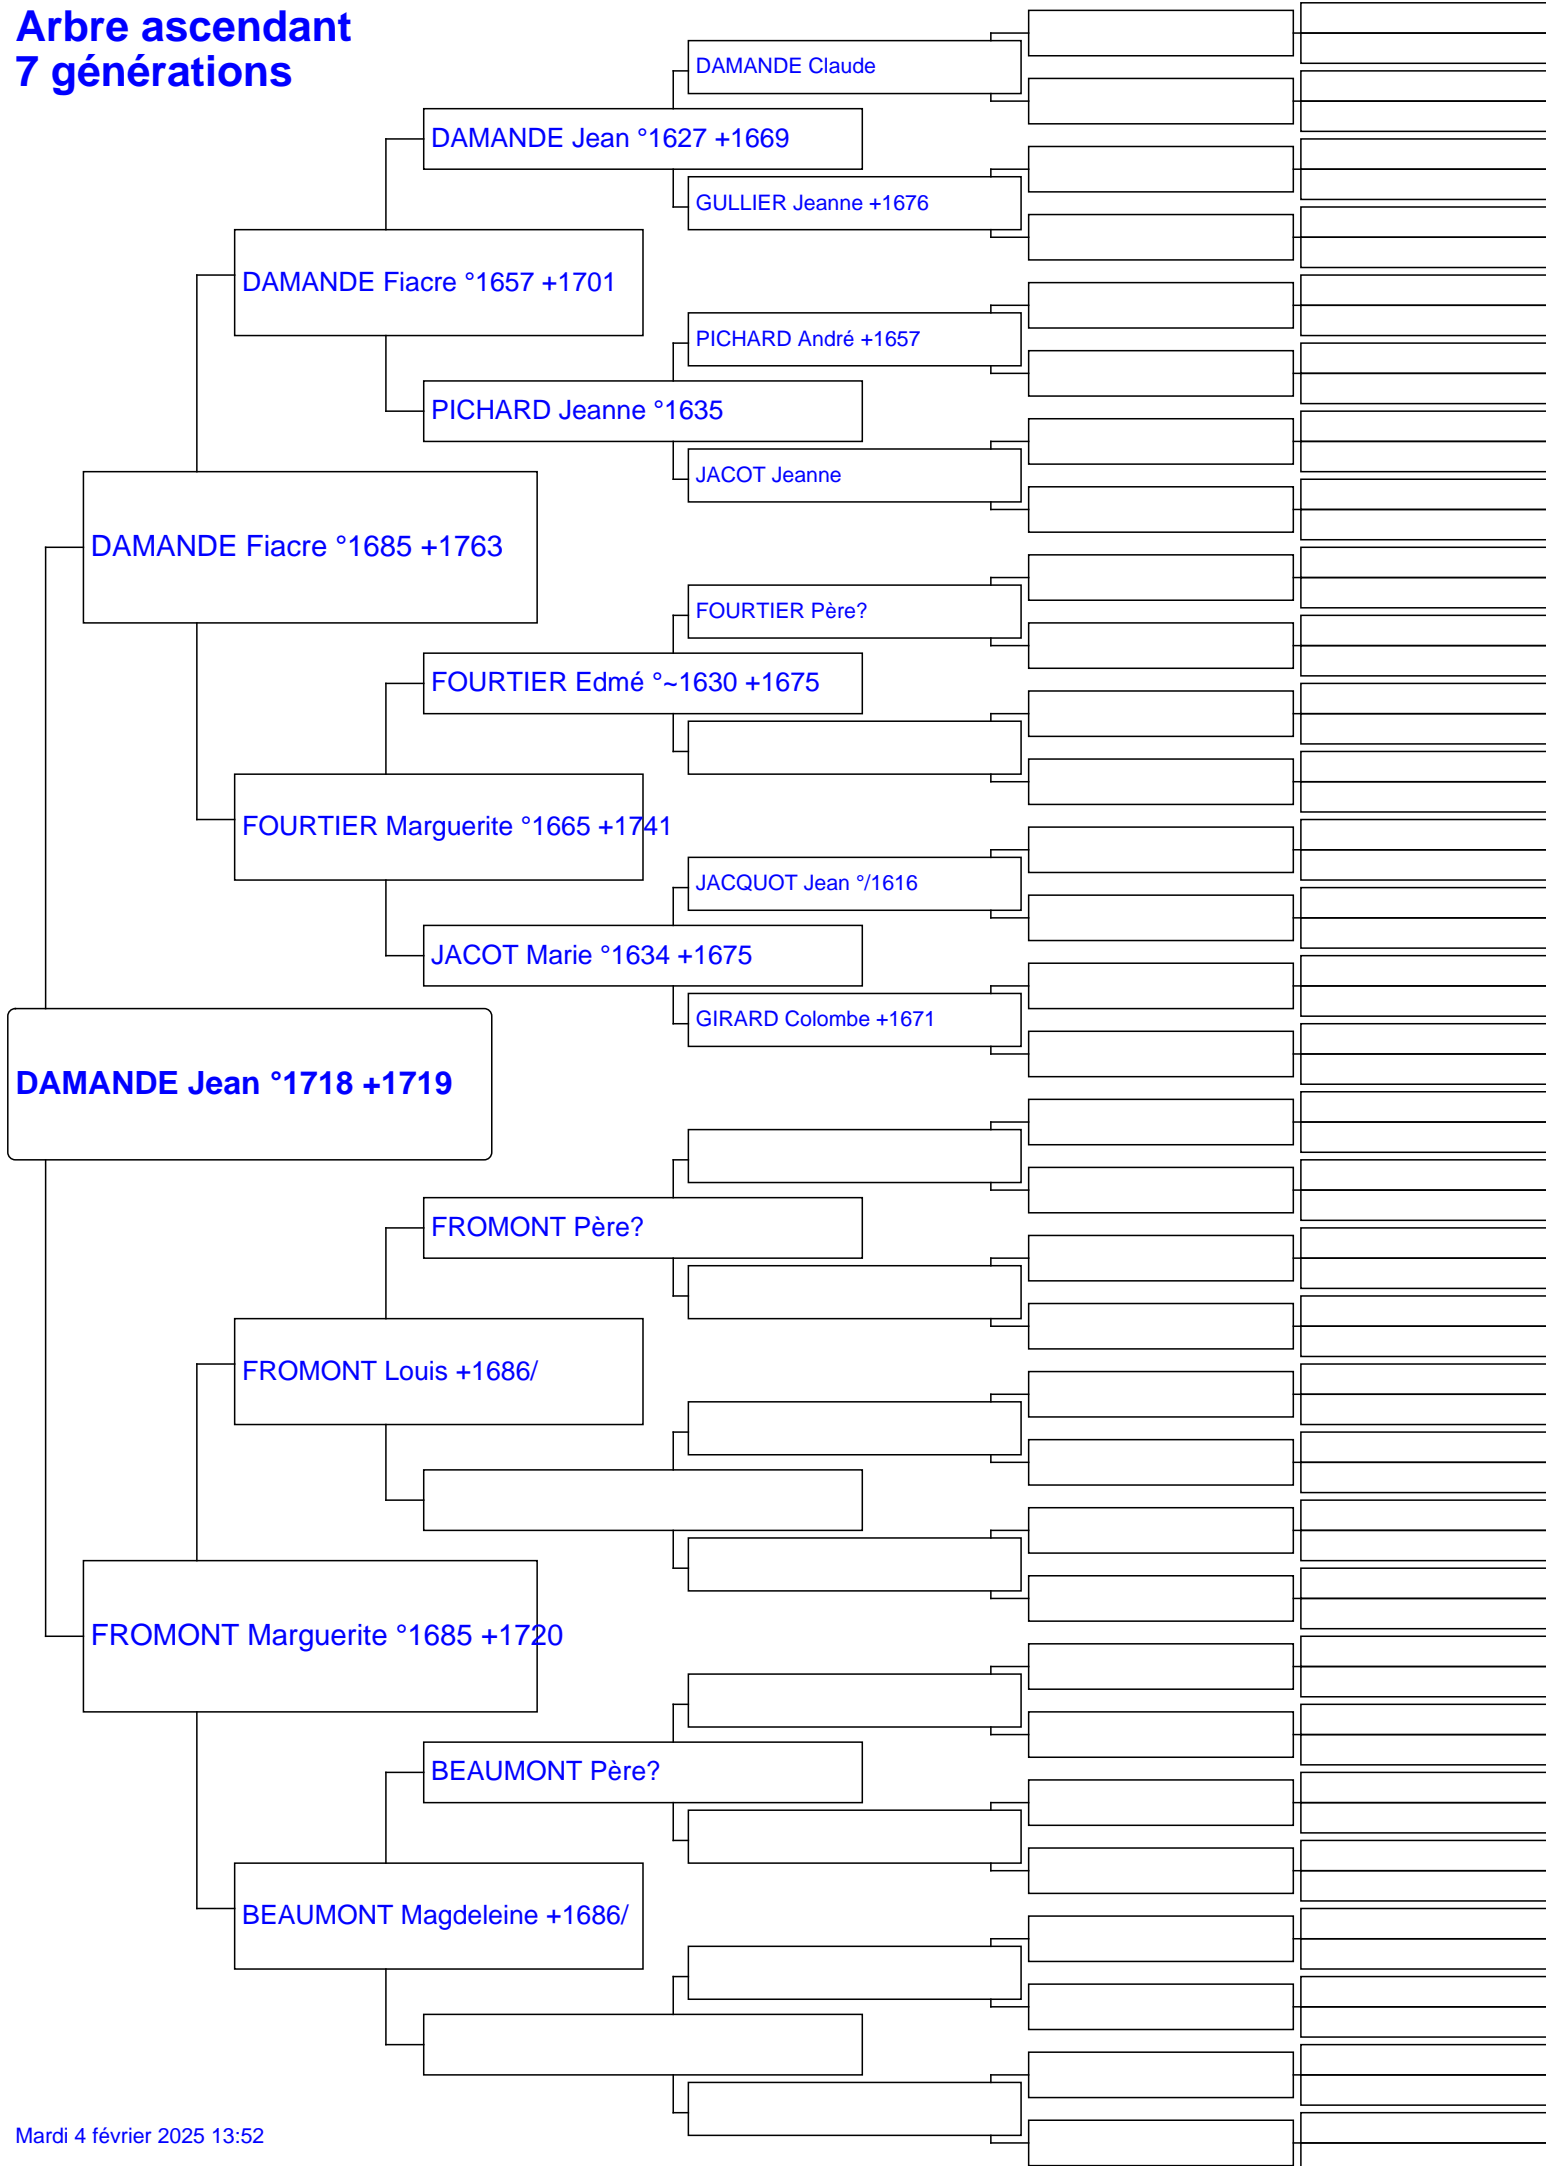 Arbre ascendant
7 générations
DAMANDE Claude
DAMANDE Jean °1627 +1669
GULLIER Jeanne +1676
DAMANDE Fiacre °1657 +1701
PICHARD André +1657
PICHARD Jeanne °1635
JACOT Jeanne
DAMANDE Fiacre °1685 +1763
FOURTIER Père?
FOURTIER Edmé °~1630 +1675
FOURTIER Marguerite °1665 +1741
JACQUOT Jean °/1616
JACOT Marie °1634 +1675
GIRARD Colombe +1671
DAMANDE Jean °1718 +1719
FROMONT Père?
FROMONT Louis +1686/
FROMONT Marguerite °1685 +1720
BEAUMONT Père?
BEAUMONT Magdeleine +1686/
Mardi 4 février 2025 13:52